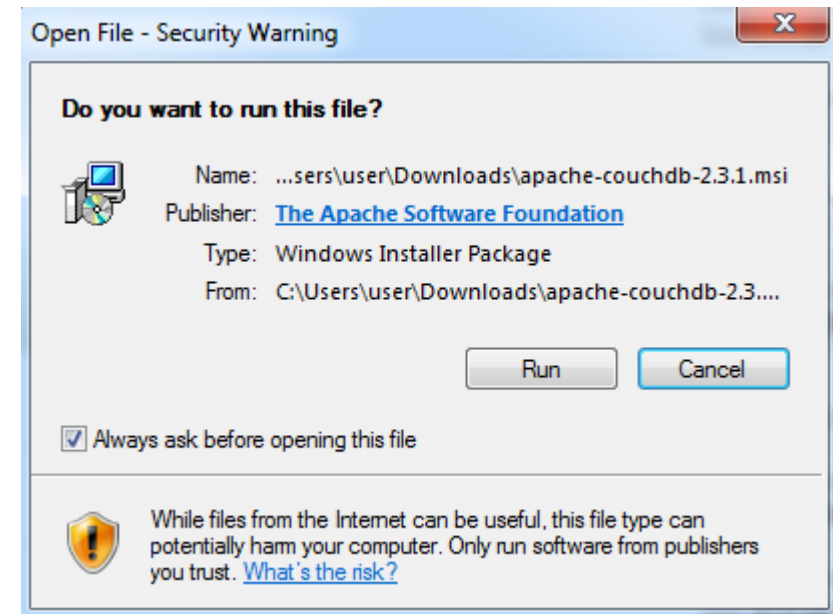 Open File - Security Warning
Do you want to run this file?
Name: ...sers\user\Downloads\apache-couchdb-2.3.1.msi
Publisher: The Apache Software Foundation
Type: Windows Installer Package
From: C:\Users\user\Downloads\apache-couchdb-2.3....
Run Cancel
Always ask before opening this file
While files from the Internet can be useful, this file type can
potentially harm your computer. Only run software from publishers
you trust. What's the risk?